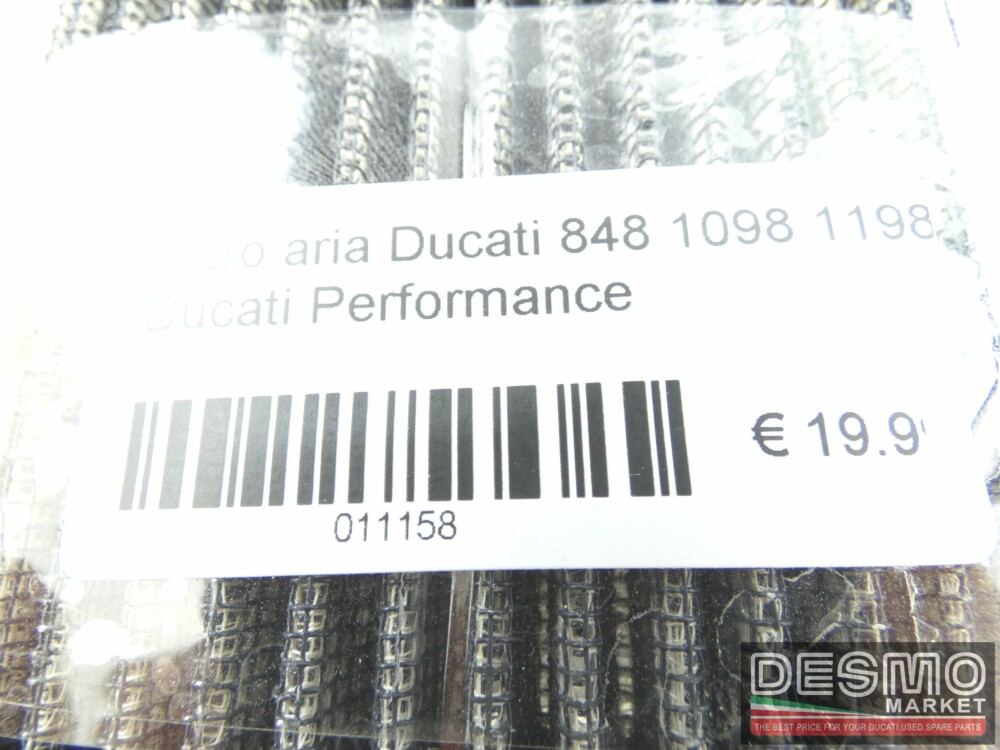 aria Ducati 848 1098 1198
Ducati Performance
€ 19.9
011158
DESMO
MARKET
THE BEST PRICE FOR YOUR DUCATI USED SPARE PARTS